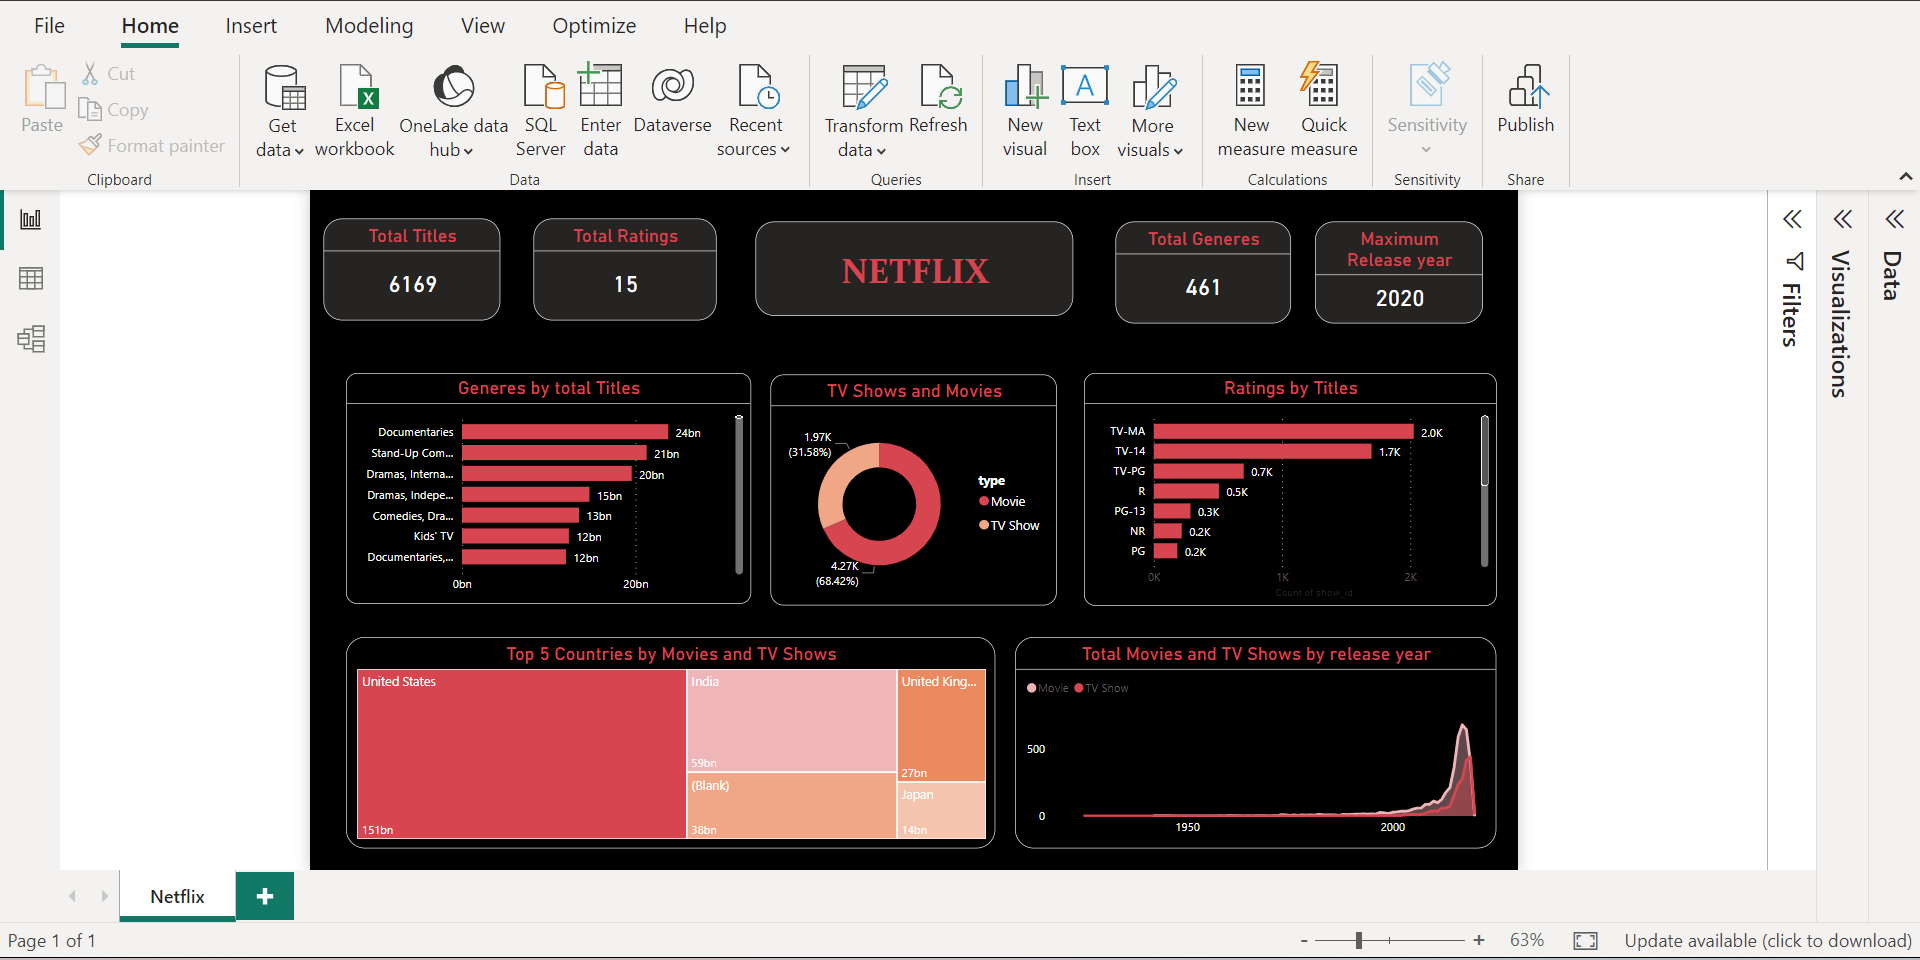 File Home Insert Modeling View Optimize Help
Paste
Cut
Copy
Format painter
Clipboard
Get data
Excel workbook
OneLake data hub
SQL Server
Enter data
Dataverse
Recent sources
Data
Transform data
Refresh
Queries
New visual
Text box
More visuals
Insert
New measure
Quick measure
Calculations
Sensitivity
Sensitivity
Publish
Share
Total Titles
6169
Total Ratings
15
NETFLIX
Total Generes
461
Maximum
Release year
2020
Generes by total Titles
Documentaries 24bn
Stand-Up Com... 21bn
Dramas, Interna... 20bn
Dramas, Indepe... 15bn
Comedies, Dra... 13bn
Kids' TV 12bn
Documentaries,... 12bn
0bn 20bn
TV Shows and Movies
1.97K
(31.58%)
4.27K
(68.42%)
type
Movie
TV Show
Ratings by Titles
TV-MA 2.0K
TV-14 1.7K
TV-PG 0.7K
R 0.5K
PG-13 0.3K
NR 0.2K
PG 0.2K
0K 1K 2K
Count of show_id
Top 5 Countries by Movies and TV Shows
United States
151bn
India
59bn
(Blank)
38bn
United King...
27bn
Japan
14bn
Total Movies and TV Shows by release year
Movie TV Show
500
0
1950 2000
Filters
Visualizations
Data
Netflix
Page 1 of 1
- + 63% Update available (click to download)